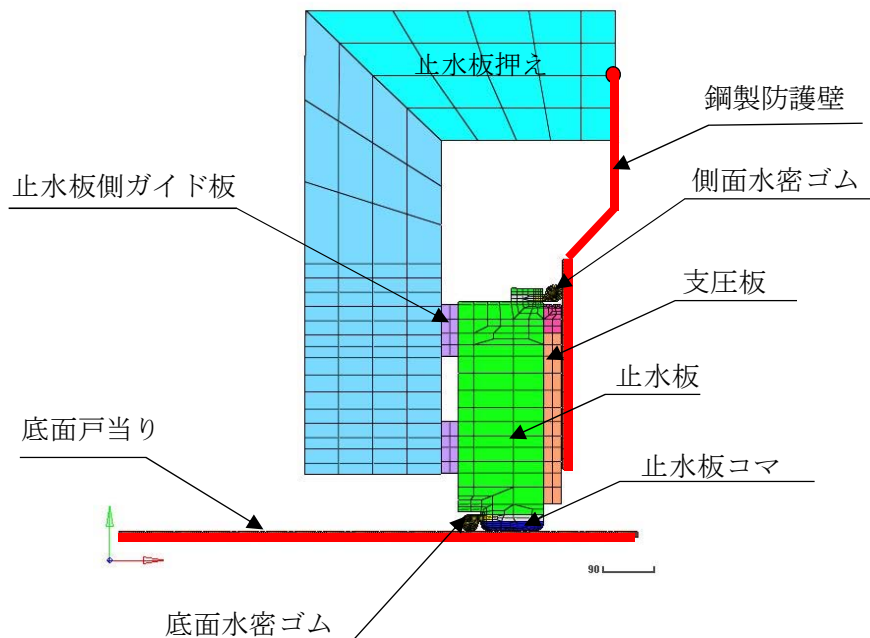 止水板押え
鋼製防護壁
側面水密ゴム
止水板側ガイド板
支圧板
止水板
底面戸当り
止水板コマ
90
底面水密ゴム